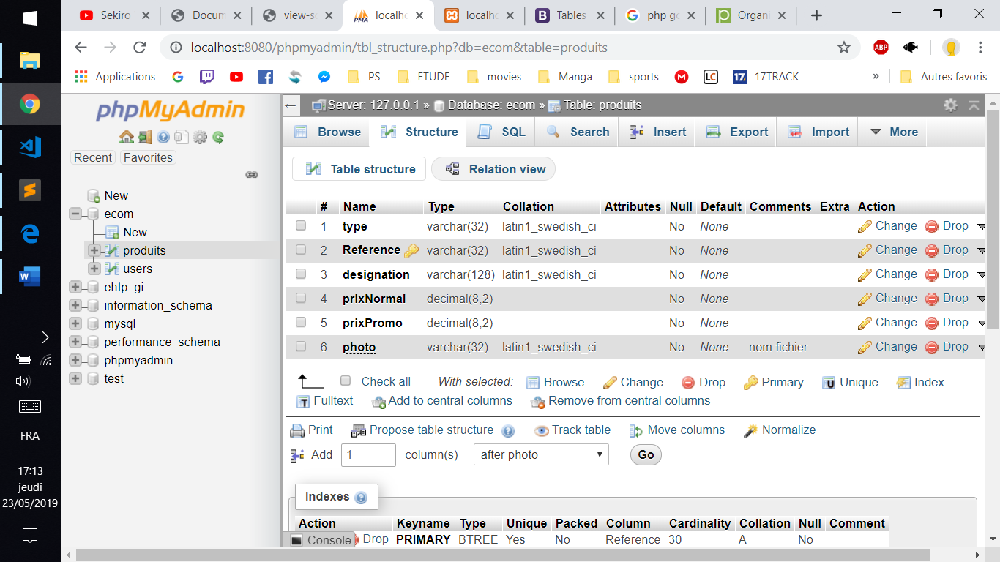 Sekiro
Docum
view-so
localho
localho
Tables
php go
Organi
localhost:8080/phpmyadmin/tbl_structure.php?db=ecom&table=produits
ABP
Applications
PS
ETUDE
movies
Manga
sports
M
LC
17.
17TRACK
»
Autres favoris
phpMyAdmin
Recent
Favorites
New
ecom
New
produits
users
ehtp_gi
information_schema
mysql
performance_schema
phpmyadmin
test
Server: 127.0.0.1 » Database: ecom » Table: produits
Browse Structure SQL Search Insert Export Import More
Table structure Relation view
# Name Type Collation Attributes Null Default Comments Extra Action
1 type varchar(32) latin1_swedish_ci No None Change Drop
2 Reference varchar(32) latin1_swedish_ci No None Change Drop
3 designation varchar(128) latin1_swedish_ci No None Change Drop
4 prixNormal decimal(8,2) No None Change Drop
5 prixPromo decimal(8,2) No None Change Drop
6 photo varchar(32) latin1_swedish_ci No None nom fichier Change Drop
Check all With selected: Browse Change Drop Primary Unique Index
Fulltext Add to central columns Remove from central columns
Print Propose table structure Track table Move columns Normalize
Add 1 column(s) after photo Go
Indexes
Action Keyname Type Unique Packed Column Cardinality Collation Null Comment
Drop PRIMARY BTREE Yes No Reference 30 A No
Console
FRA
17:13
jeudi
23/05/2019